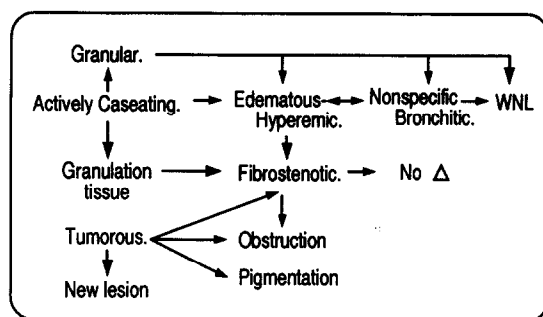 Granular.
Actively Caseating. Edematous Nonspecific WNL
Hyperemic. Bronchitic.
Granulation Fibrostenotic. No Δ
tissue
Tumorous. Obstruction
Pigmentation
New lesion